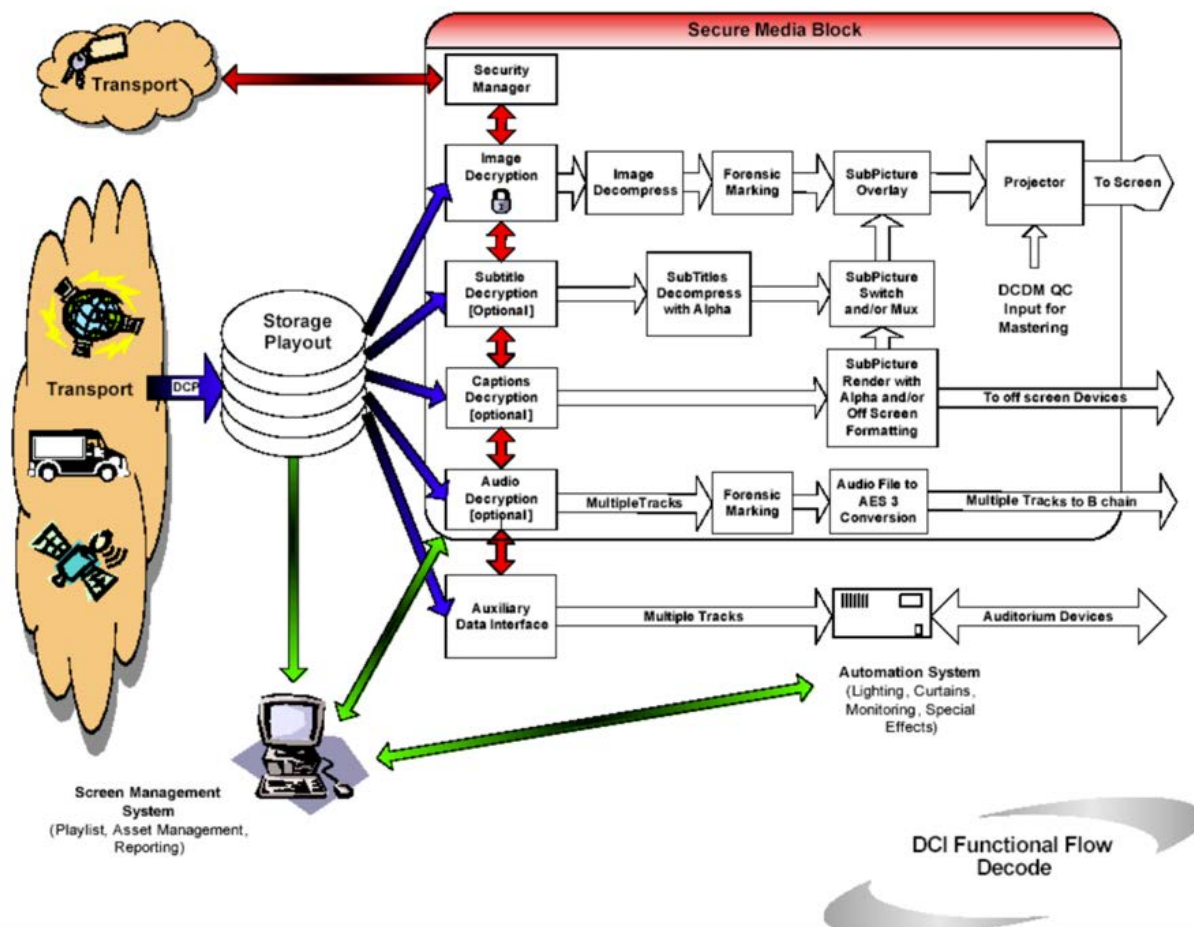 Secure Media Block
Transport
Security
Manager
Image
Decryption
Image
Decompress
Forensic
Marking
SubPicture
Overlay
Projector
To Screen
Subtitle
Decryption
[Optional]
SubTitles
Decompress
with Alpha
SubPicture
Switch
and/or Mux
DCDM QC
Input for
Mastering
Storage
Playout
Transport
DCP
Captions
Decryption
[optional]
SubPicture
Render with
Alpha and/or
Off Screen
Formatting
To off screen Devices
Audio
Decryption
[optional]
MultipleTracks
Forensic
Marking
Audio File to
AES 3
Conversion
Multiple Tracks to B chain
Auxiliary
Data Interface
Multiple Tracks
Auditorium Devices
Automation System
(Lighting, Curtains,
Monitoring, Special
Effects)
Screen Management
System
(Playlist, Asset Management,
Reporting)
DCI Functional Flow
Decode